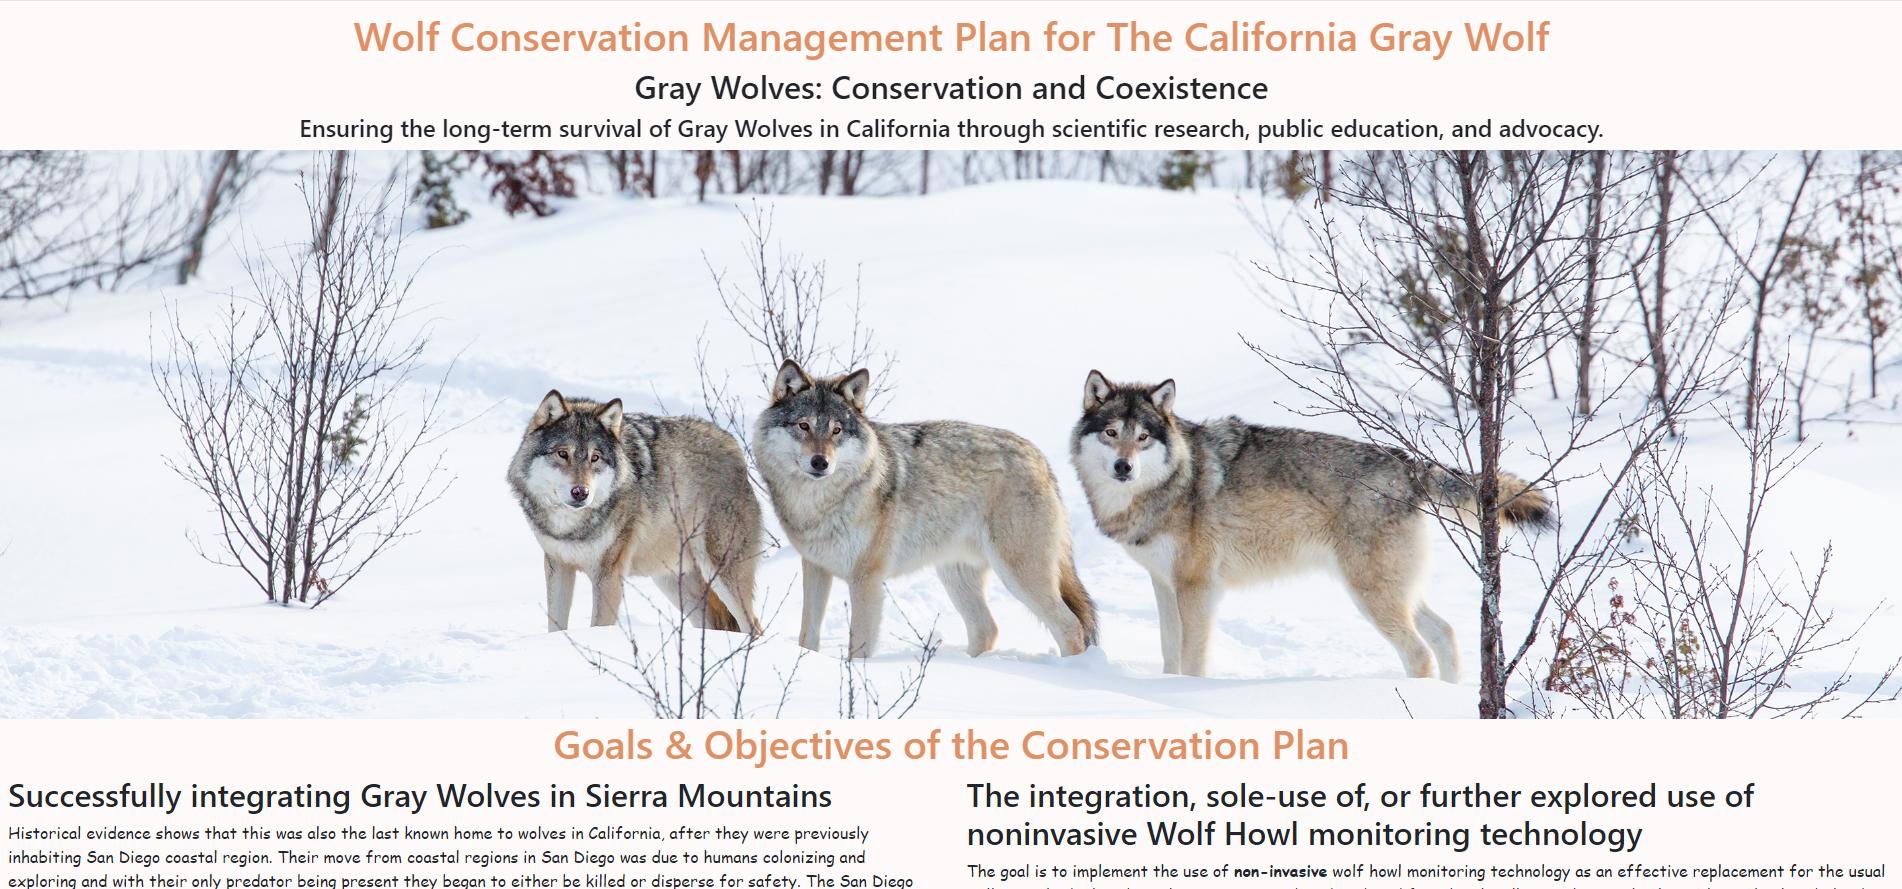 Wolf Conservation Management Plan for The California Gray Wolf
Gray Wolves: Conservation and Coexistence
Ensuring the long-term survival of Gray Wolves in California through scientific research, public education, and advocacy.
Goals & Objectives of the Conservation Plan
Successfully integrating Gray Wolves in Sierra Mountains
Historical evidence shows that this was also the last known home to wolves in California, after they were previously
inhabiting San Diego coastal region. Their move from coastal regions in San Diego was due to humans colonizing and
exploring and with their only predator being present they began to either be killed or disperse for safety. The San Diego
The integration, sole-use of, or further explored use of
noninvasive Wolf Howl monitoring technology
The goal is to implement the use of non-invasive wolf howl monitoring technology as an effective replacement for the usual